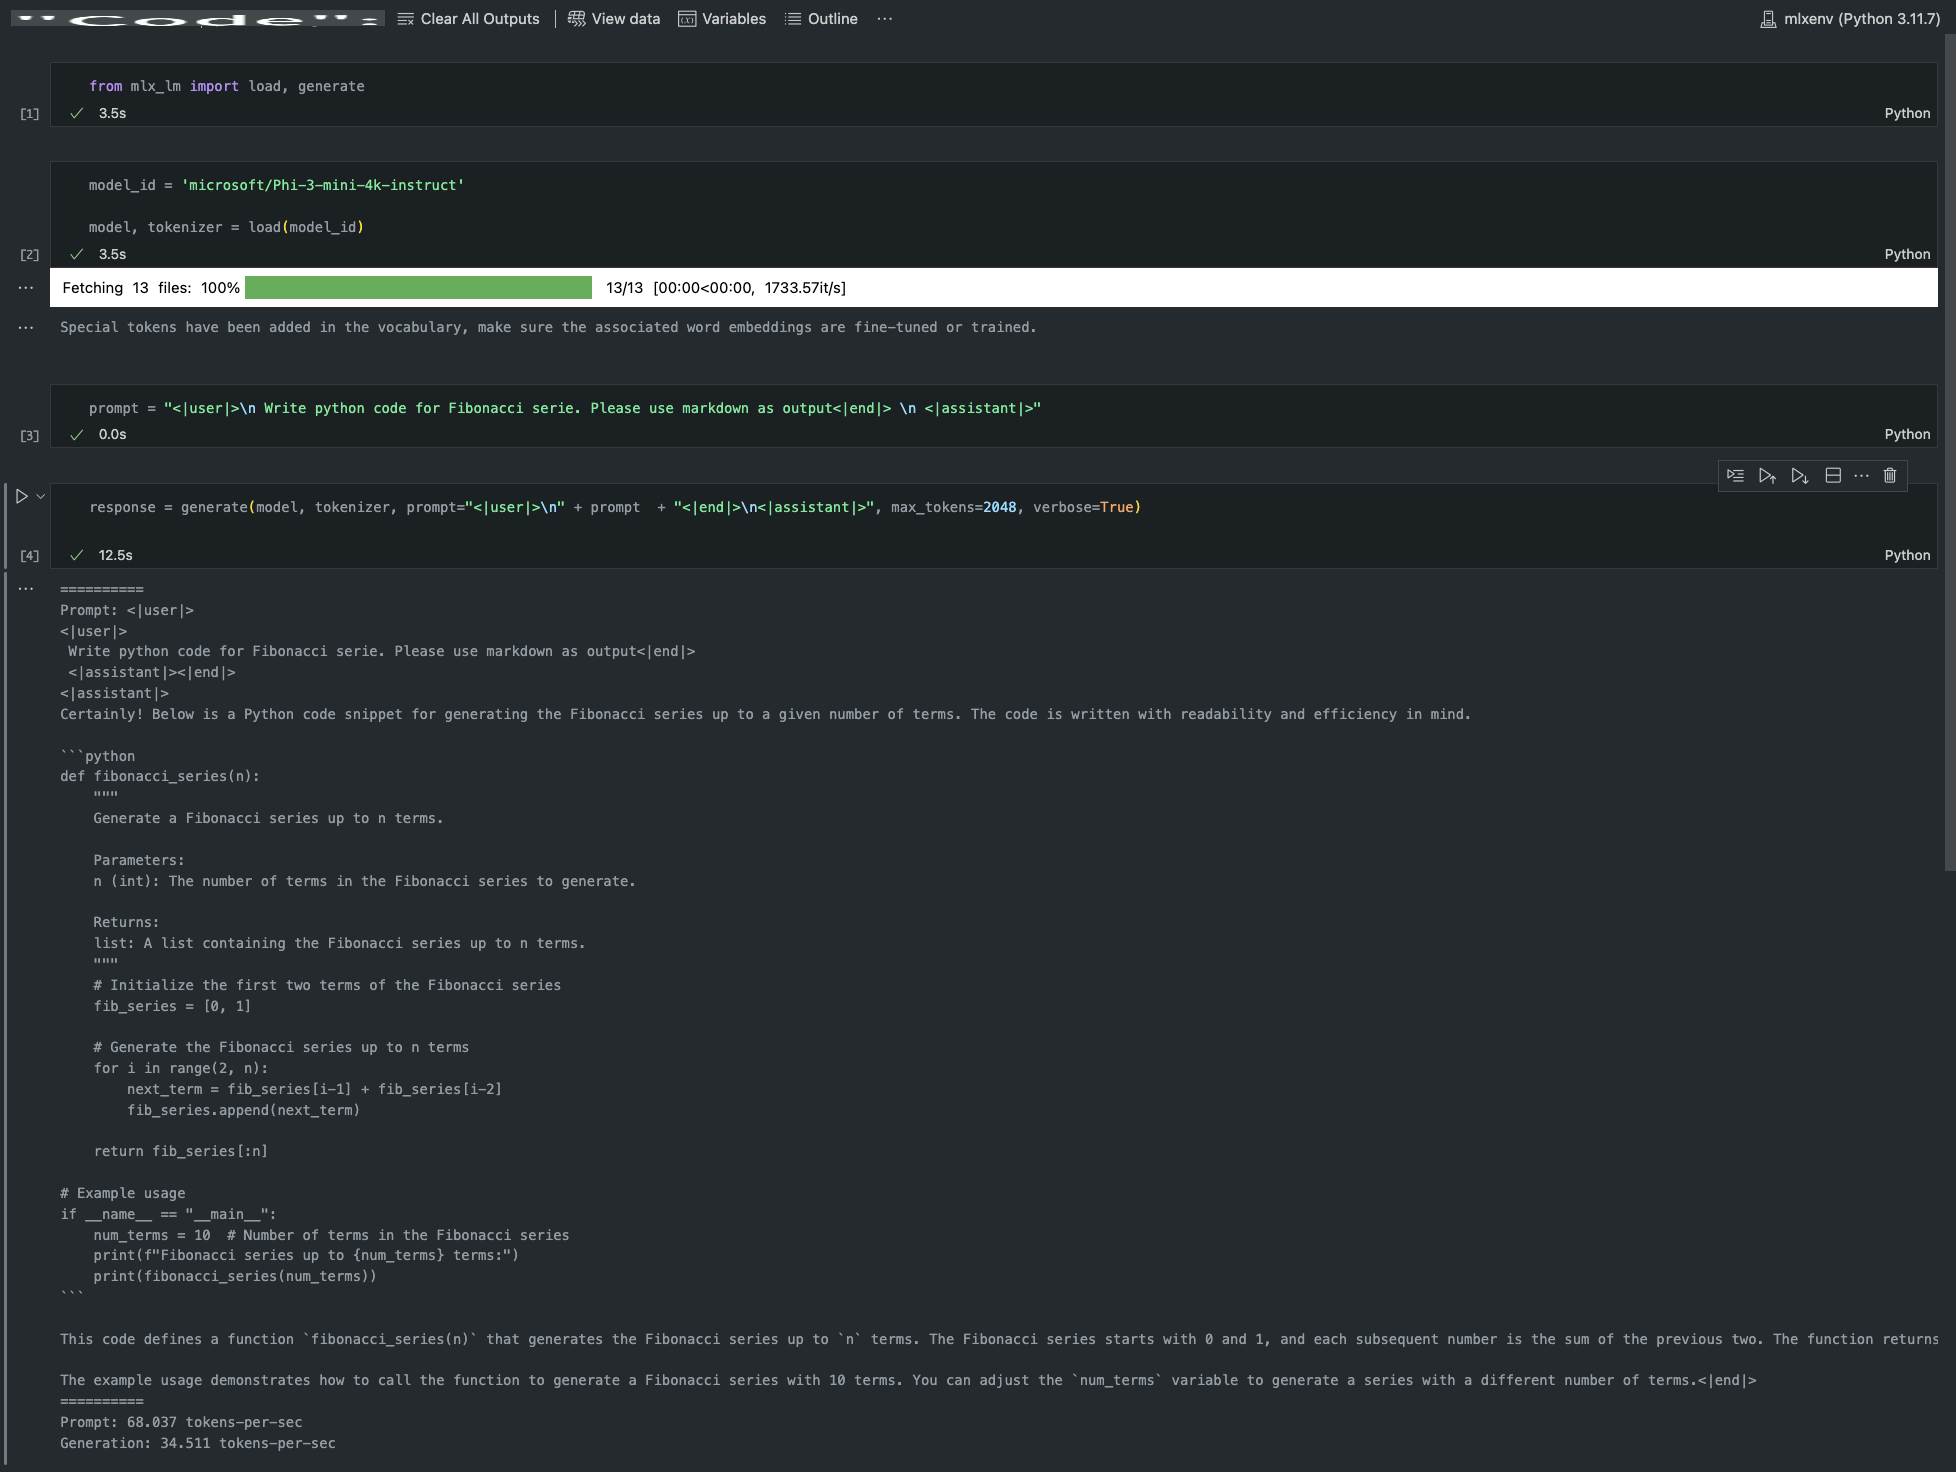 "Code";
Clear All Outputs
View data
Variables
Outline
mlxenv (Python 3.11.7)
from mlx_lm import load, generate
[1]
3.5s
Python
model_id = 'microsoft/Phi-3-mini-4k-instruct'
model, tokenizer = load(model_id)
[2]
3.5s
Python
Fetching 13 files: 100%
13/13 [00:00<00:00, 1733.57it/s]
Special tokens have been added in the vocabulary, make sure the associated word embeddings are fine-tuned or trained.
prompt = "<|user|>\n Write python code for Fibonacci serie. Please use markdown as output<|end|> \n <|assistant|>"
[3]
0.0s
Python
response = generate(model, tokenizer, prompt="<|user|>\n" + prompt  + "<|end|>\n<|assistant|>", max_tokens=2048, verbose=True)
[4]
12.5s
Python
==========
Prompt: <|user|>
<|user|>
 Write python code for Fibonacci serie. Please use markdown as output<|end|>
 <|assistant|><|end|>
<|assistant|>
Certainly! Below is a Python code snippet for generating the Fibonacci series up to a given number of terms. The code is written with readability and efficiency in mind.
```python
def fibonacci_series(n):
    """
    Generate a Fibonacci series up to n terms.
    Parameters:
    n (int): The number of terms in the Fibonacci series to generate.
    Returns:
    list: A list containing the Fibonacci series up to n terms.
    """
    # Initialize the first two terms of the Fibonacci series
    fib_series = [0, 1]
    # Generate the Fibonacci series up to n terms
    for i in range(2, n):
        next_term = fib_series[i-1] + fib_series[i-2]
        fib_series.append(next_term)
    return fib_series[:n]
# Example usage
if __name__ == "__main__":
    num_terms = 10  # Number of terms in the Fibonacci series
    print(f"Fibonacci series up to {num_terms} terms:")
    print(fibonacci_series(num_terms))
```
This code defines a function `fibonacci_series(n)` that generates the Fibonacci series up to `n` terms. The Fibonacci series starts with 0 and 1, and each subsequent number is the sum of the previous two. The function returns
The example usage demonstrates how to call the function to generate a Fibonacci series with 10 terms. You can adjust the `num_terms` variable to generate a series with a different number of terms.<|end|>
==========
Prompt: 68.037 tokens-per-sec
Generation: 34.511 tokens-per-sec